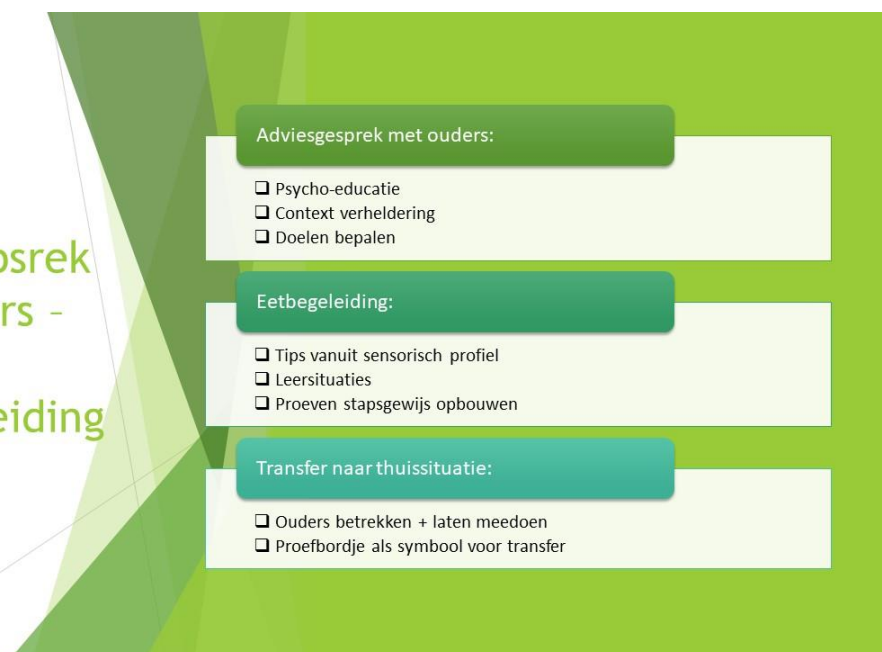 osrek
rs -
eiding
Adviesgesprek met ouders:
❑ Psycho-educatie
❑ Context verheldering
❑ Doelen bepalen
Eetbegeleiding:
❑ Tips vanuit sensorisch profiel
❑ Leersituaties
❑ Proeven stapsgewijs opbouwen
Transfer naar thuissituatie:
❑ Ouders betrekken + laten meedoen
❑ Proefbordje als symbool voor transfer